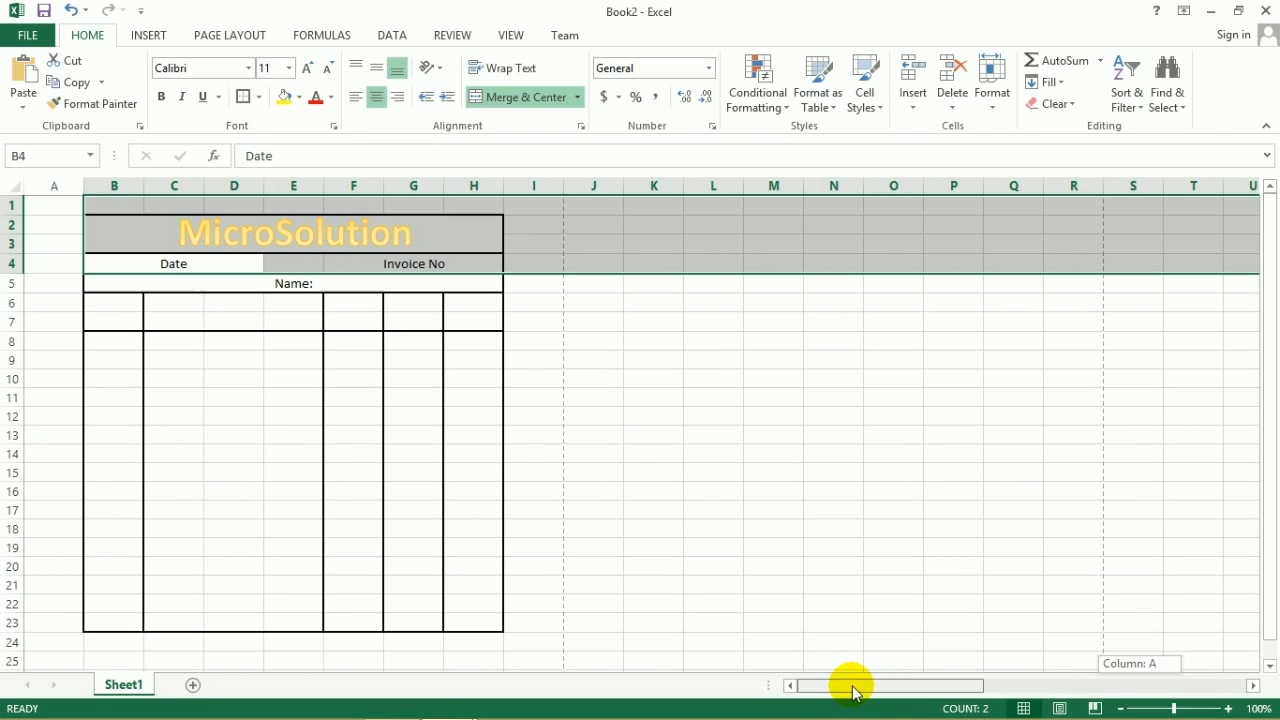 Book2 - Excel
?
FILE
HOME
INSERT
PAGE LAYOUT
FORMULAS
DATA
REVIEW
VIEW
Team
Sign in
Paste
Cut
Copy
Format Painter
Clipboard
Calibri
11
B I U
Font
Wrap Text
Merge & Center
Alignment
General
$ % ,
Number
Conditional Formatting
Format as Table
Cell Styles
Styles
Insert
Delete
Format
Cells
AutoSum
Fill
Clear
Sort & Filter
Find & Select
Editing
B4
fx
Date
A B C D E F G H I J K L M N O P Q R S T U
1
2
MicroSolution
3
4 Date Invoice No
5 Name:
6
7
8
9
10
11
12
13
14
15
16
17
18
19
20
21
22
23
24
25
Column: A
Sheet1
READY
COUNT: 2
100%